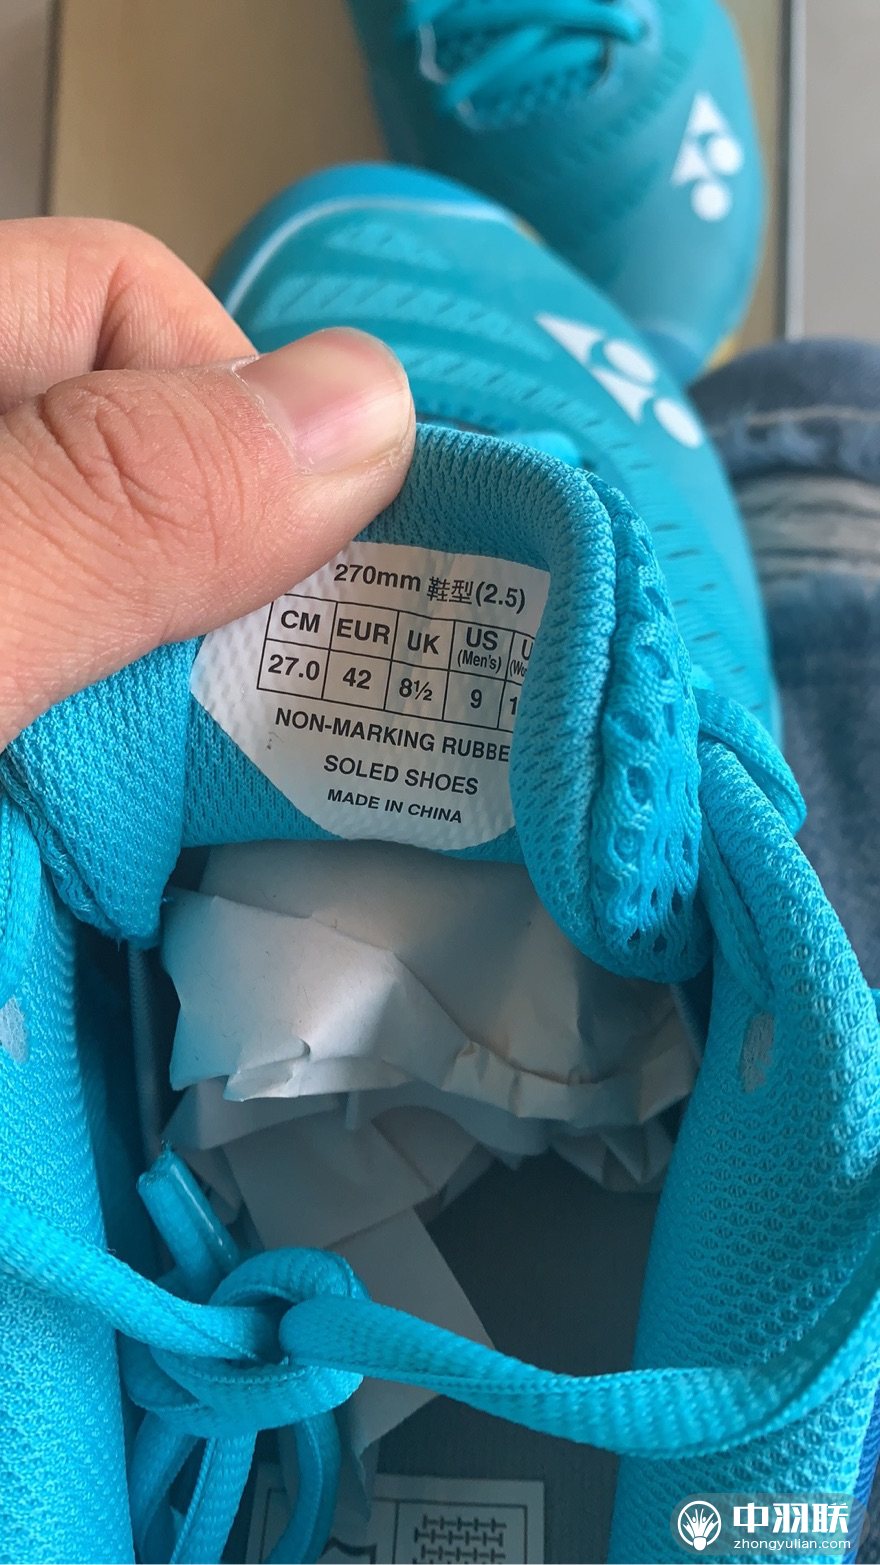 270mm 鞋型(2.5)
CM EUR UK US (Men's)
27.0 42 8½ 9
NON-MARKING RUBBE
SOLED SHOES
MADE IN CHINA
中羽联
zhongyulian.com